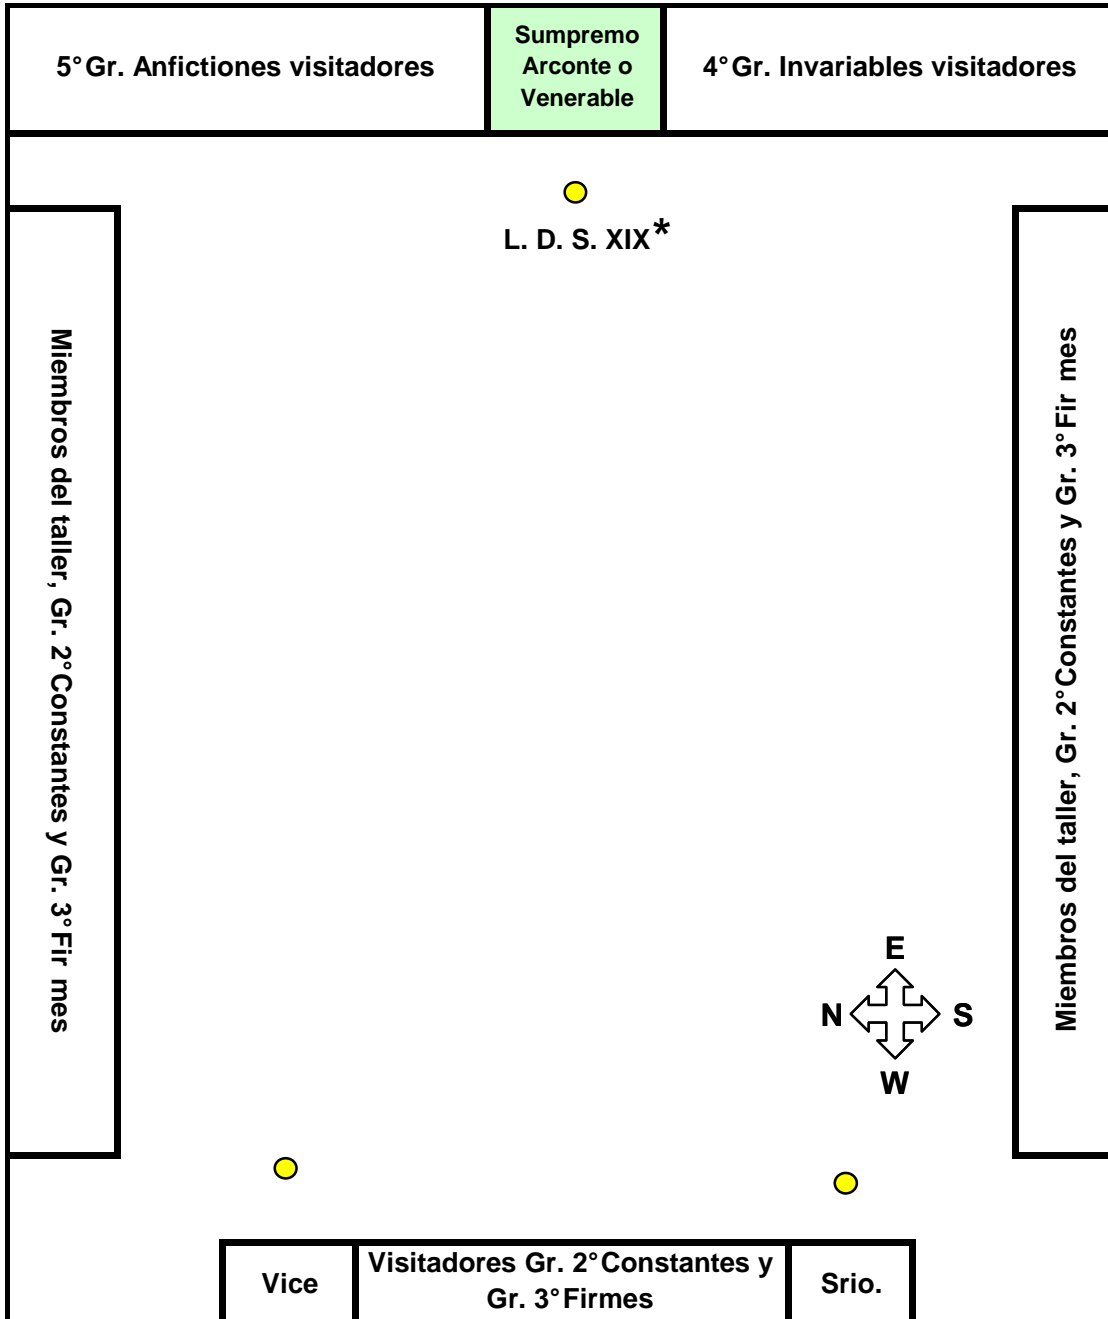 5° Gr. Anfictiones visitadores
Sumpremo
Arconte o
Venerable
4° Gr. Invariables visitadores
L. D. S. XIX*
Miembros del taller, Gr. 2° Constantes y Gr. 3° Fir mes
Miembros del taller, Gr. 2° Constantes y Gr. 3° Fir mes
E
N
S
W
Vice
Visitadores Gr. 2° Constantes y
Gr. 3° Firmes
Srio.